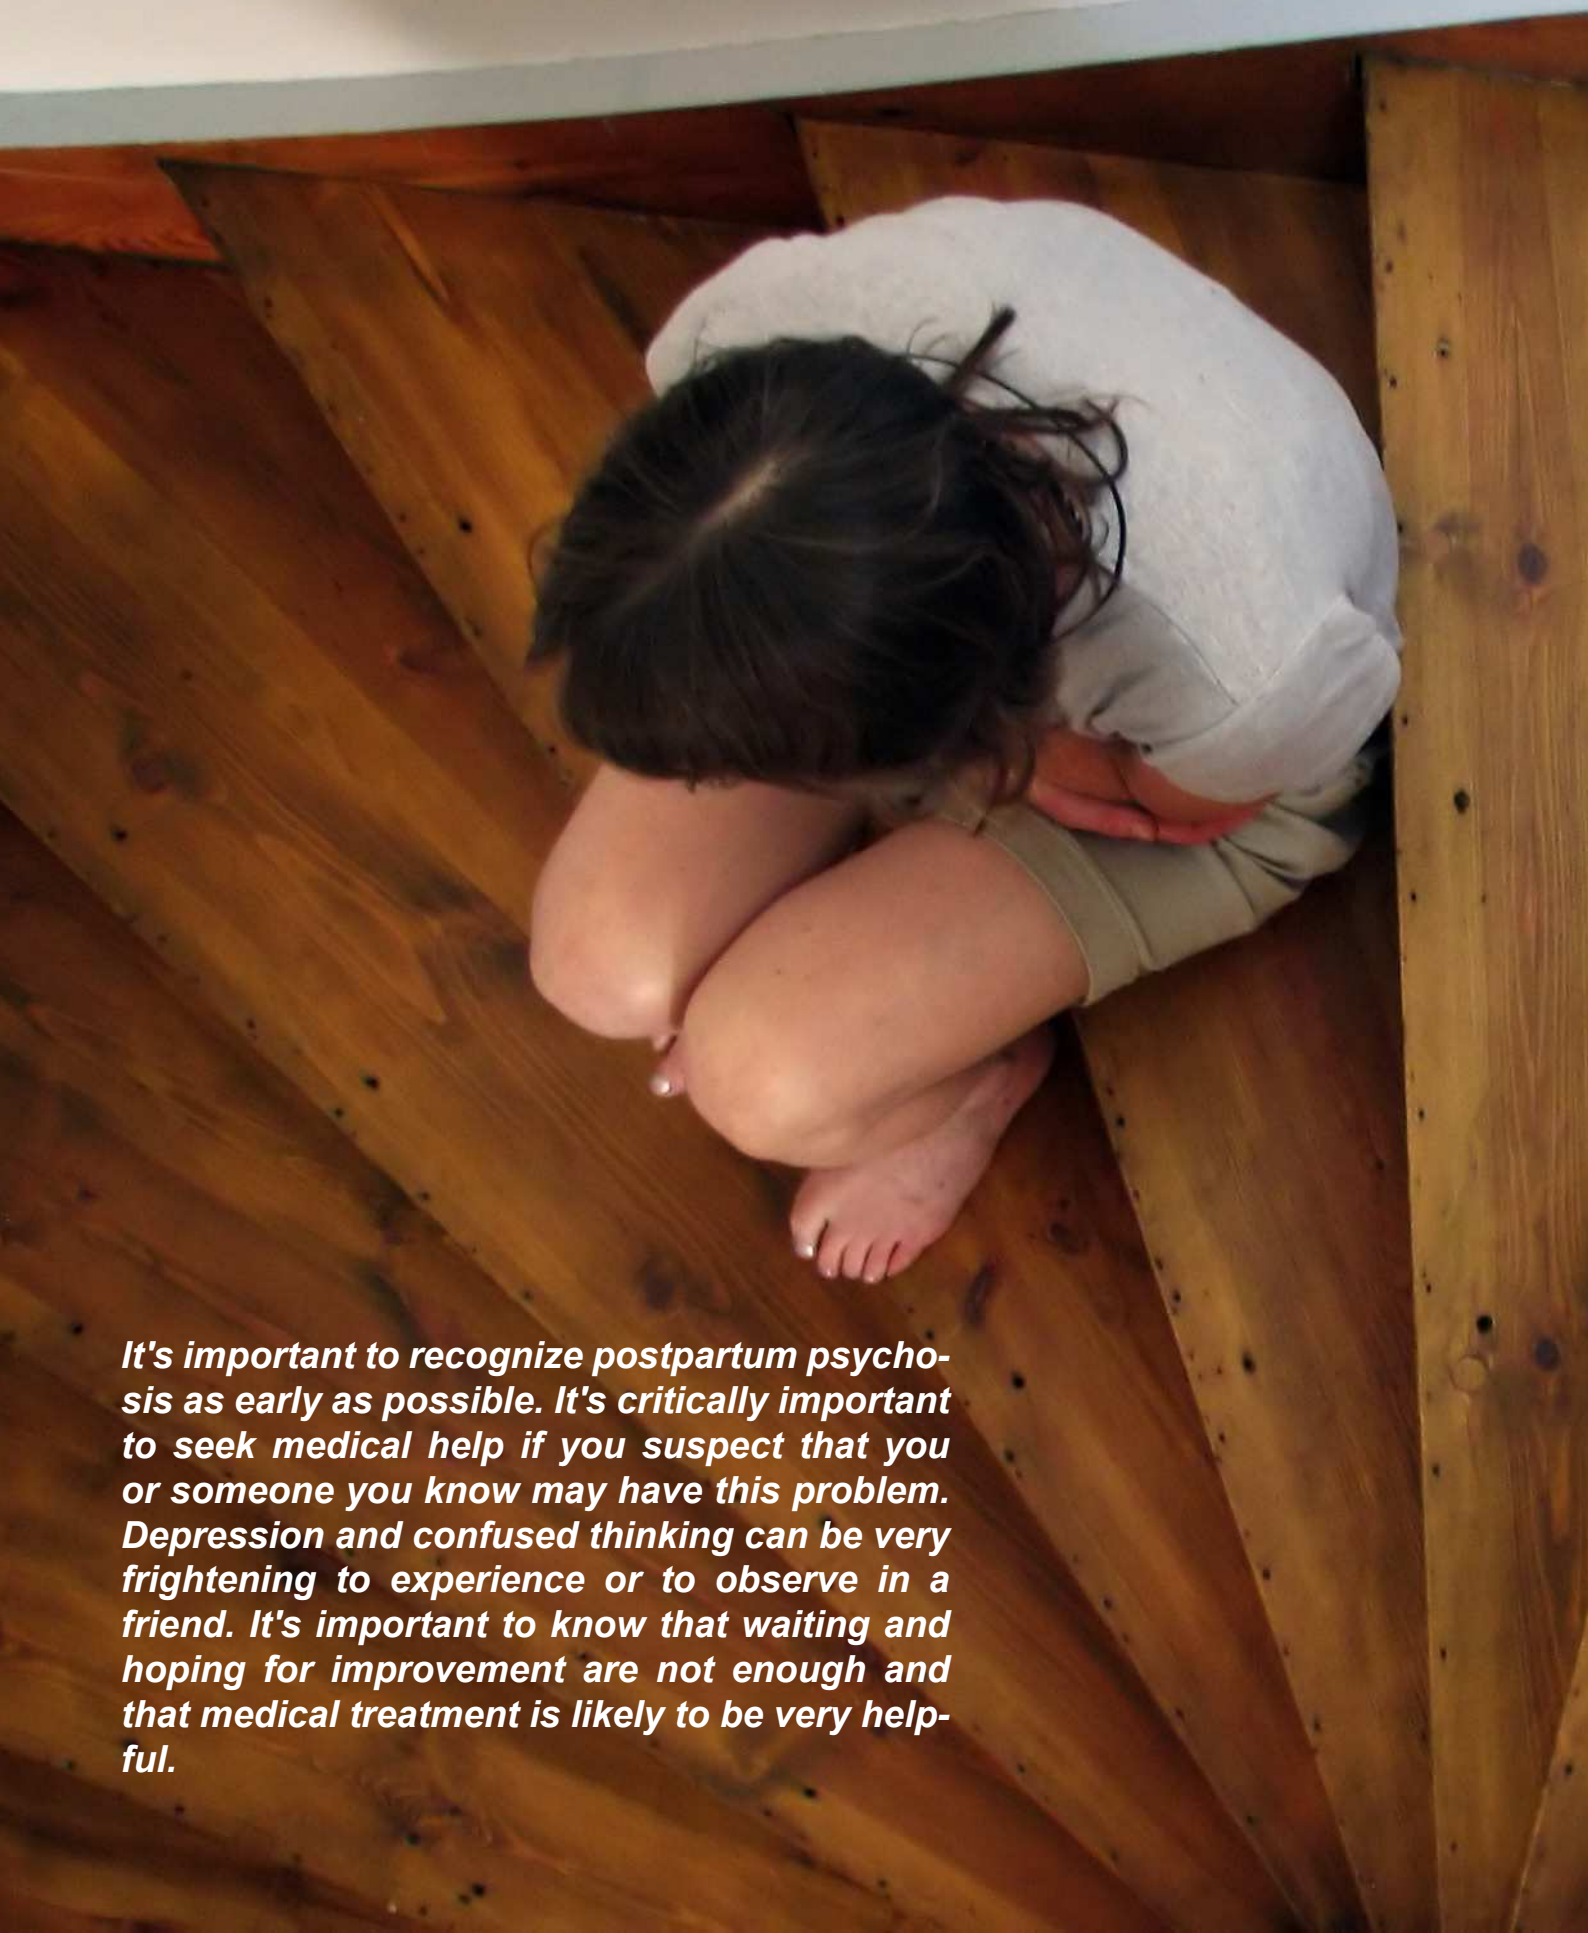 It's important to recognize postpartum psycho-
sis as early as possible. It's critically important
to seek medical help if you suspect that you
or someone you know may have this problem.
Depression and confused thinking can be very
frightening to experience or to observe in a
friend. It's important to know that waiting and
hoping for improvement are not enough and
that medical treatment is likely to be very help-
ful.